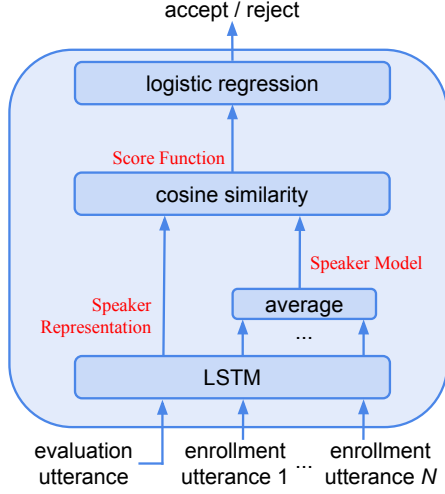 accept / reject
logistic regression
Score Function
cosine similarity
Speaker Model
Speaker
Representation
average
...
LSTM
evaluation
utterance
enrollment
utterance 1
...
enrollment
utterance N